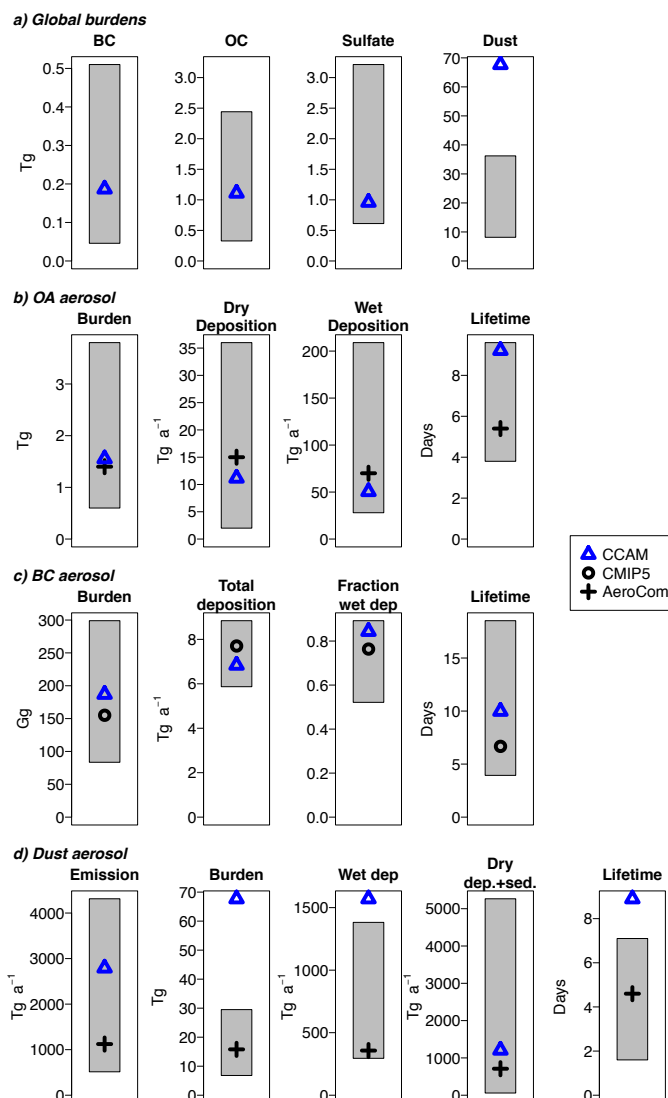 a) Global burdens
BC OC Sulfate Dust
Tg
0.0 0.1 0.2 0.3 0.4 0.5
0.0 0.5 1.0 1.5 2.0 2.5 3.0
0.0 0.5 1.0 1.5 2.0 2.5 3.0
0 10 20 30 40 50 60 70
b) OA aerosol
Burden
Tg
0 1 2 3
Dry
Deposition
Tg a⁻¹
0 5 10 15 20 25 30 35
Wet
Deposition
Tg a⁻¹
0 50 100 150 200
Lifetime
Days
0 2 4 6 8
CCAM
CMIP5
AeroCom
c) BC aerosol
Burden
Gg
0 50 100 150 200 250 300
Total
deposition
Tg a⁻¹
0 2 4 6 8
Fraction
wet dep
0.0 0.2 0.4 0.6 0.8
Lifetime
Days
0 5 10 15
d) Dust aerosol
Emission
Tg a⁻¹
0 1000 2000 3000 4000
Burden
Tg
0 10 20 30 40 50 60 70
Wet dep
Tg a⁻¹
0 500 1000 1500
Dry
dep.+sed.
Tg a⁻¹
0 1000 2000 3000 4000 5000
Lifetime
Days
0 2 4 6 8